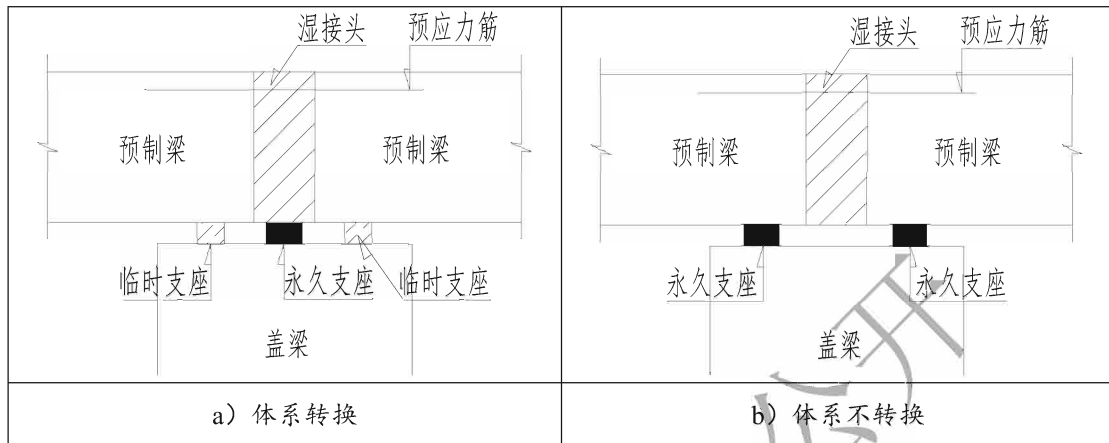 湿接头 预应力筋
预制梁 预制梁
临时支座 永久支座 临时支座
盖梁
a）体系转换
湿接头 预应力筋
预制梁 预制梁
永久支座 永久支座
盖梁
b）体系不转换